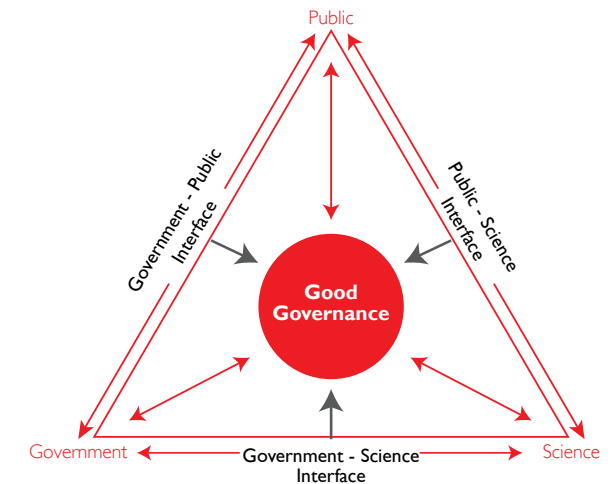 Public
Government - Public
Interface
Public - Science
Interface
Good
Governance
Government
Government - Science
Interface
Science